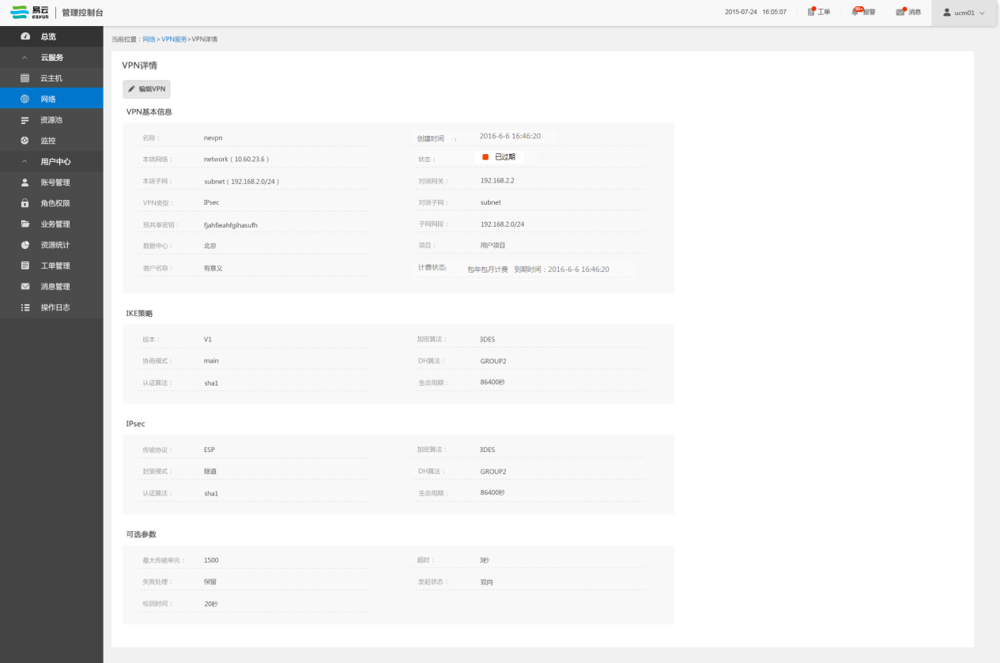 易云 eayun 管理控制台 2015-07-24 16:05:07 工单 99+ 报警 消息 ucm01
总览
云服务
云主机
网络
资源池
监控
用户中心
账号管理
角色权限
业务管理
资源统计
工单管理
消息管理
操作日志
当前位置：网络>VPN服务>VPN详情
VPN详情
编辑VPN
VPN基本信息
名称： nevpn 创建时间 ： 2016-6-6 16:46:20
本端网络： network（10.60.23.6） 状态： 已过期
本端子网： subnet（192.168.2.0/24） 对端网关： 192.168.2.2
VPN类型： IPsec 对端子网： subnet
预共享密钥： fjahfieahfgihasufh 子网网段： 192.168.2.0/24
数据中心： 北京 项目： 用户项目
客户名称： 有意义 计费状态: 包年包月计费 到期时间：2016-6-6 16:46:20
IKE策略
版本： V1 加密算法： 3DES
协商模式： main DH算法： GROUP2
认证算法： sha1 生命周期： 86400秒
IPsec
传输协议： ESP 加密算法： 3DES
封装模式： 隧道 DH算法： GROUP2
认证算法： sha1 生命周期： 86400秒
可选参数
最大传输单元： 1500 超时： 3秒
失效处理： 保留 发起状态： 双向
检测时间： 20秒